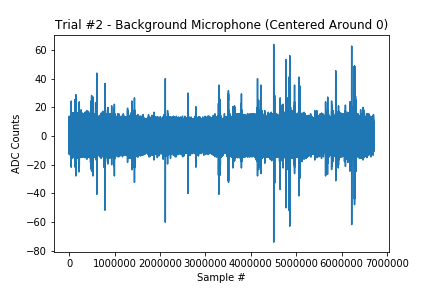 Trial #2 - Background Microphone (Centered Around 0)
60
40
20
0
−20
−40
−60
−80
ADC Counts
0 1000000 2000000 3000000 4000000 5000000 6000000 7000000
Sample #